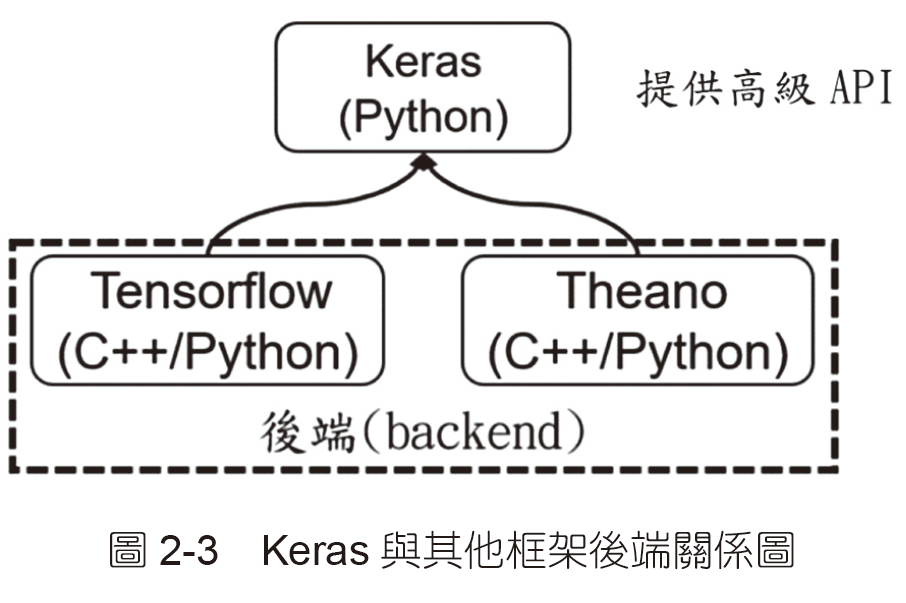 Keras
(Python)
提供高級 API
Tensorflow
(C++/Python)
Theano
(C++/Python)
後端(backend)
圖 2-3　Keras 與其他框架後端關係圖